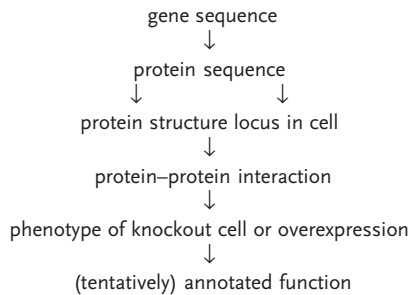 gene sequence
↓
protein sequence
↓ ↓
protein structure locus in cell
↓
protein–protein interaction
↓
phenotype of knockout cell or overexpression
↓
(tentatively) annotated function